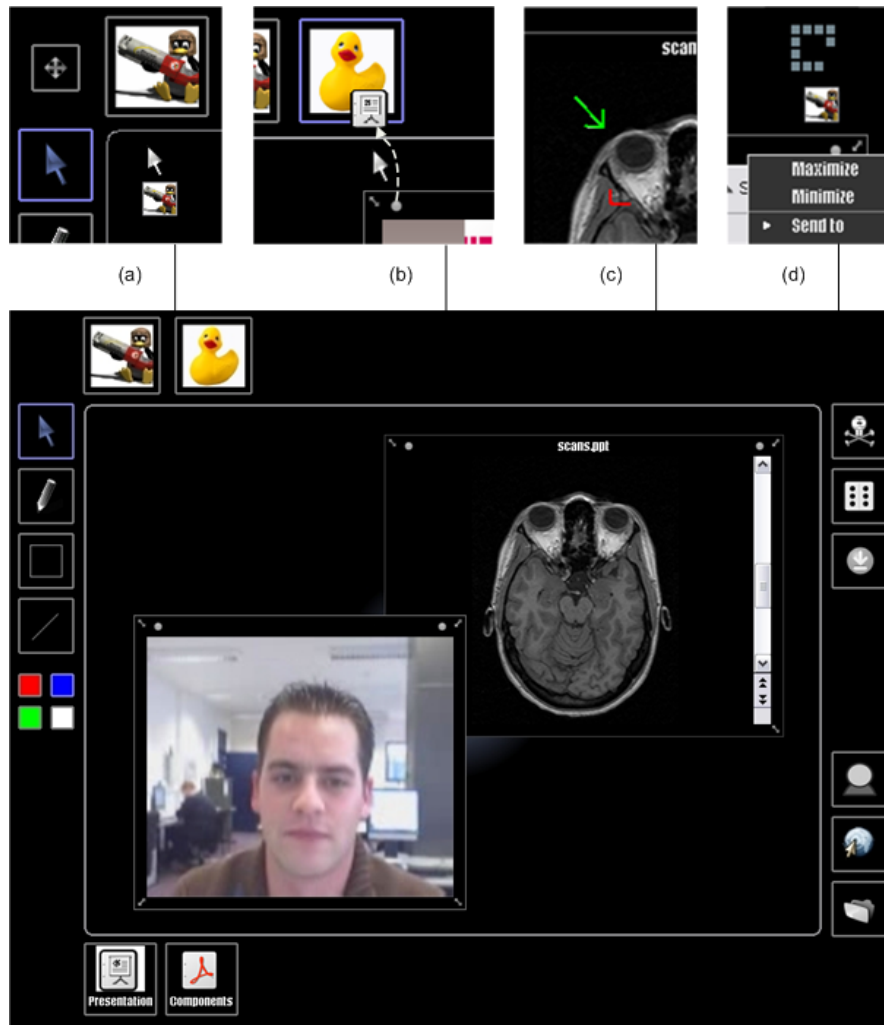 scan
S
Maximize
Minimize
Send to
(a)
(b)
(c)
(d)
scans.ppt
Presentation
Components